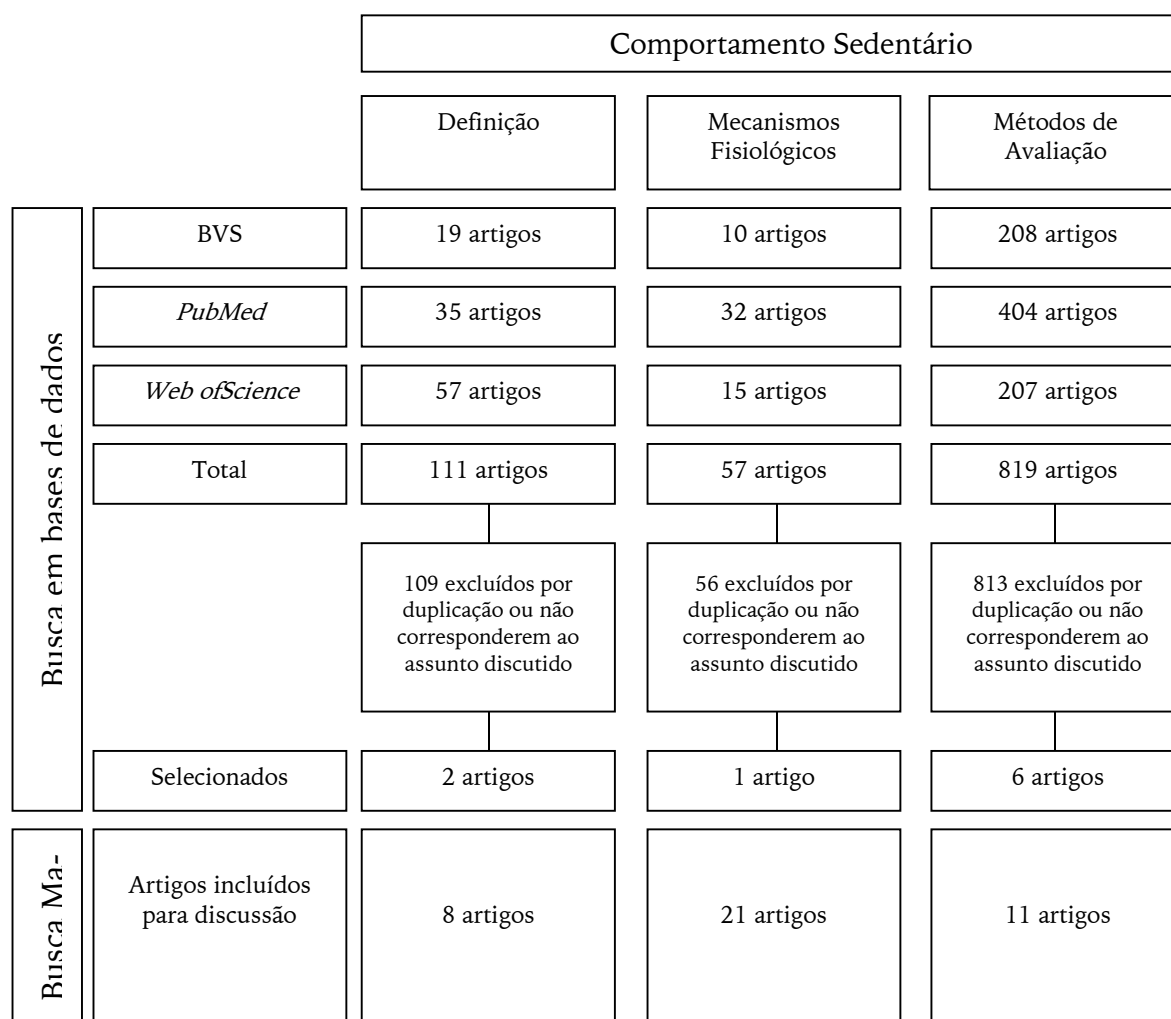 Comportamento Sedentário
Definição
Mecanismos
Fisiológicos
Métodos de
Avaliação
Busca em bases de dados
BVS
19 artigos
10 artigos
208 artigos
PubMed
35 artigos
32 artigos
404 artigos
Web ofScience
57 artigos
15 artigos
207 artigos
Total
111 artigos
57 artigos
819 artigos
109 excluídos por
duplicação ou não
corresponderem ao
assunto discutido
56 excluídos por
duplicação ou não
corresponderem ao
assunto discutido
813 excluídos por
duplicação ou não
corresponderem ao
assunto discutido
Selecionados
2 artigos
1 artigo
6 artigos
Busca Ma-
Artigos incluídos
para discussão
8 artigos
21 artigos
11 artigos